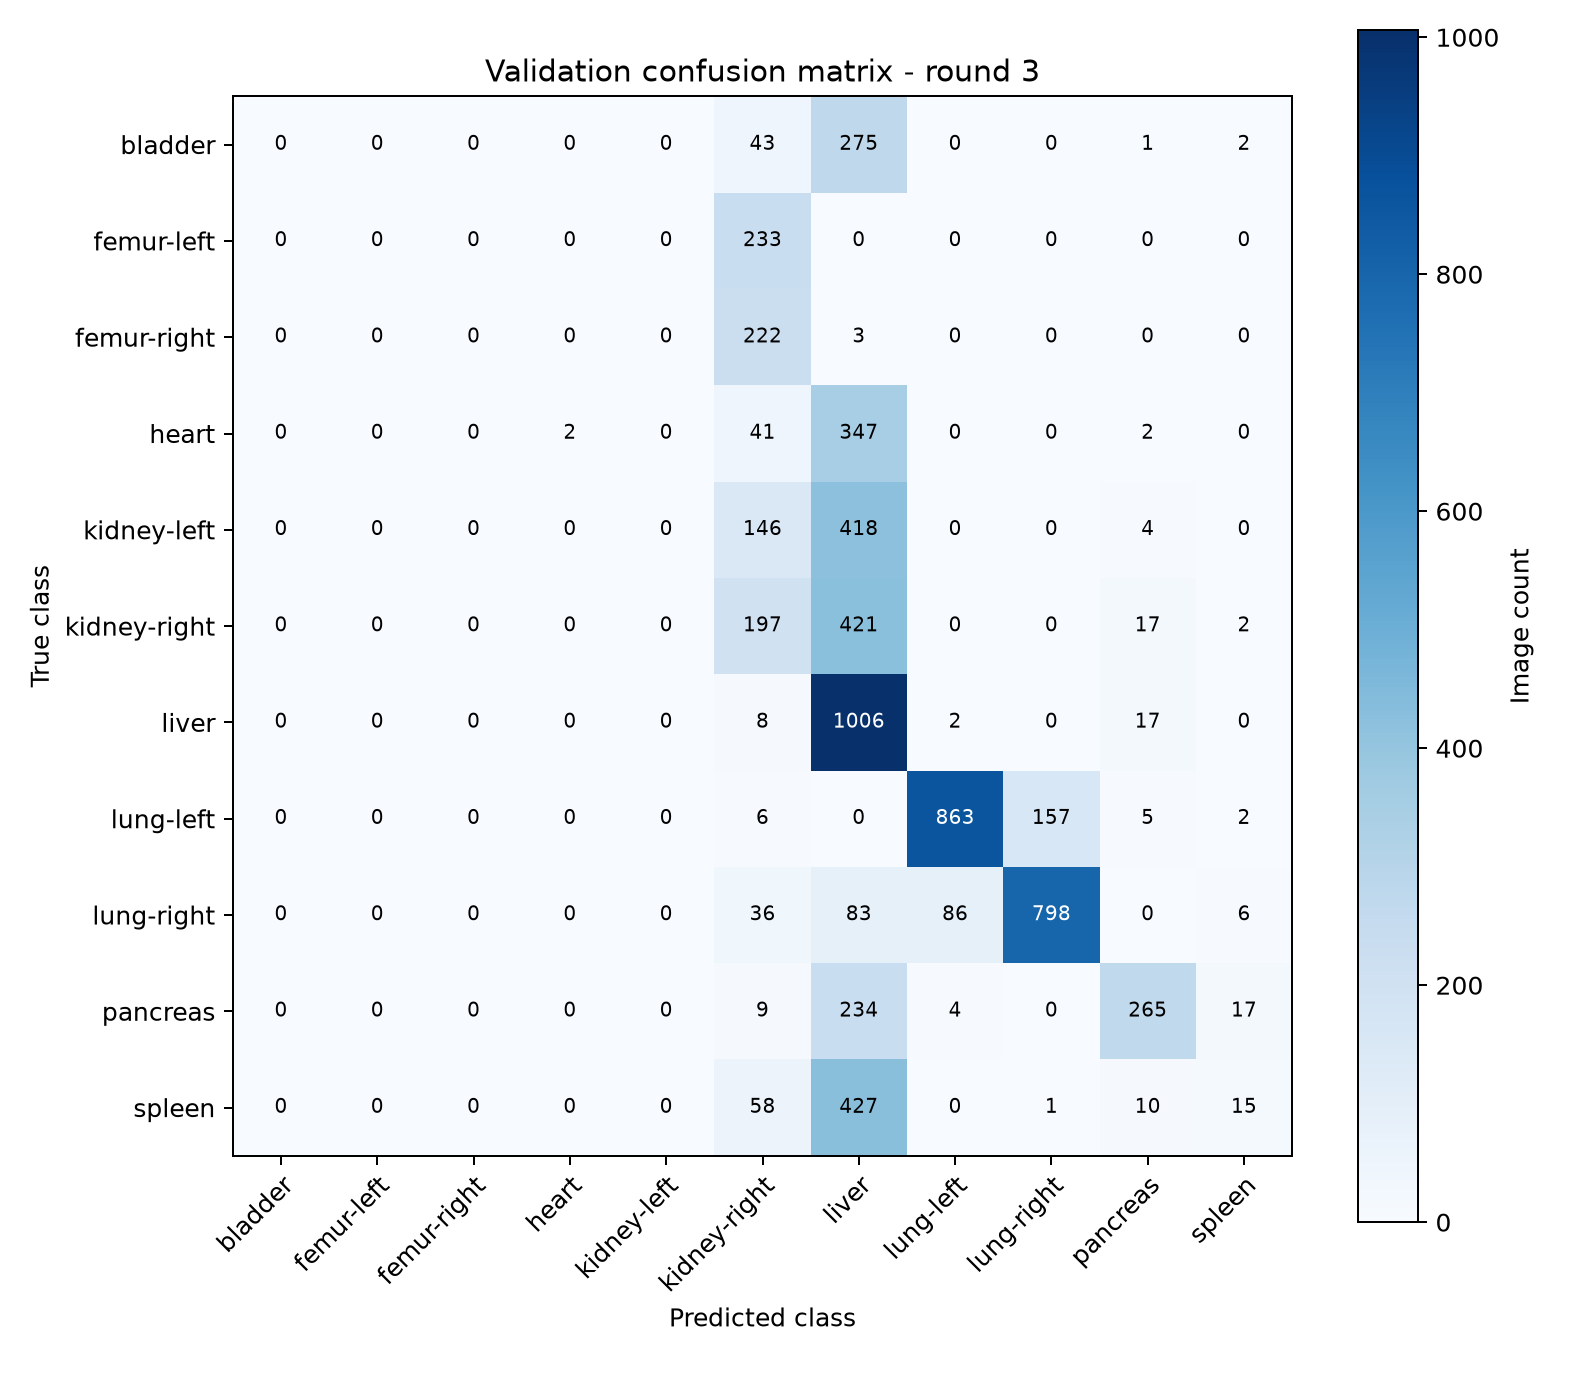 Validation confusion matrix - round 3
True class
bladder 0 0 0 0 0 43 275 0 0 1 2
femur-left 0 0 0 0 0 233 0 0 0 0 0
femur-right 0 0 0 0 0 222 3 0 0 0 0
heart 0 0 0 2 0 41 347 0 0 2 0
kidney-left 0 0 0 0 0 146 418 0 0 4 0
kidney-right 0 0 0 0 0 197 421 0 0 17 2
liver 0 0 0 0 0 8 1006 2 0 17 0
lung-left 0 0 0 0 0 6 0 863 157 5 2
lung-right 0 0 0 0 0 36 83 86 798 0 6
pancreas 0 0 0 0 0 9 234 4 0 265 17
spleen 0 0 0 0 0 58 427 0 1 10 15
bladder femur-left femur-right heart kidney-left kidney-right liver lung-left lung-right pancreas spleen
Predicted class
1000
800
600
400
200
0
Image count